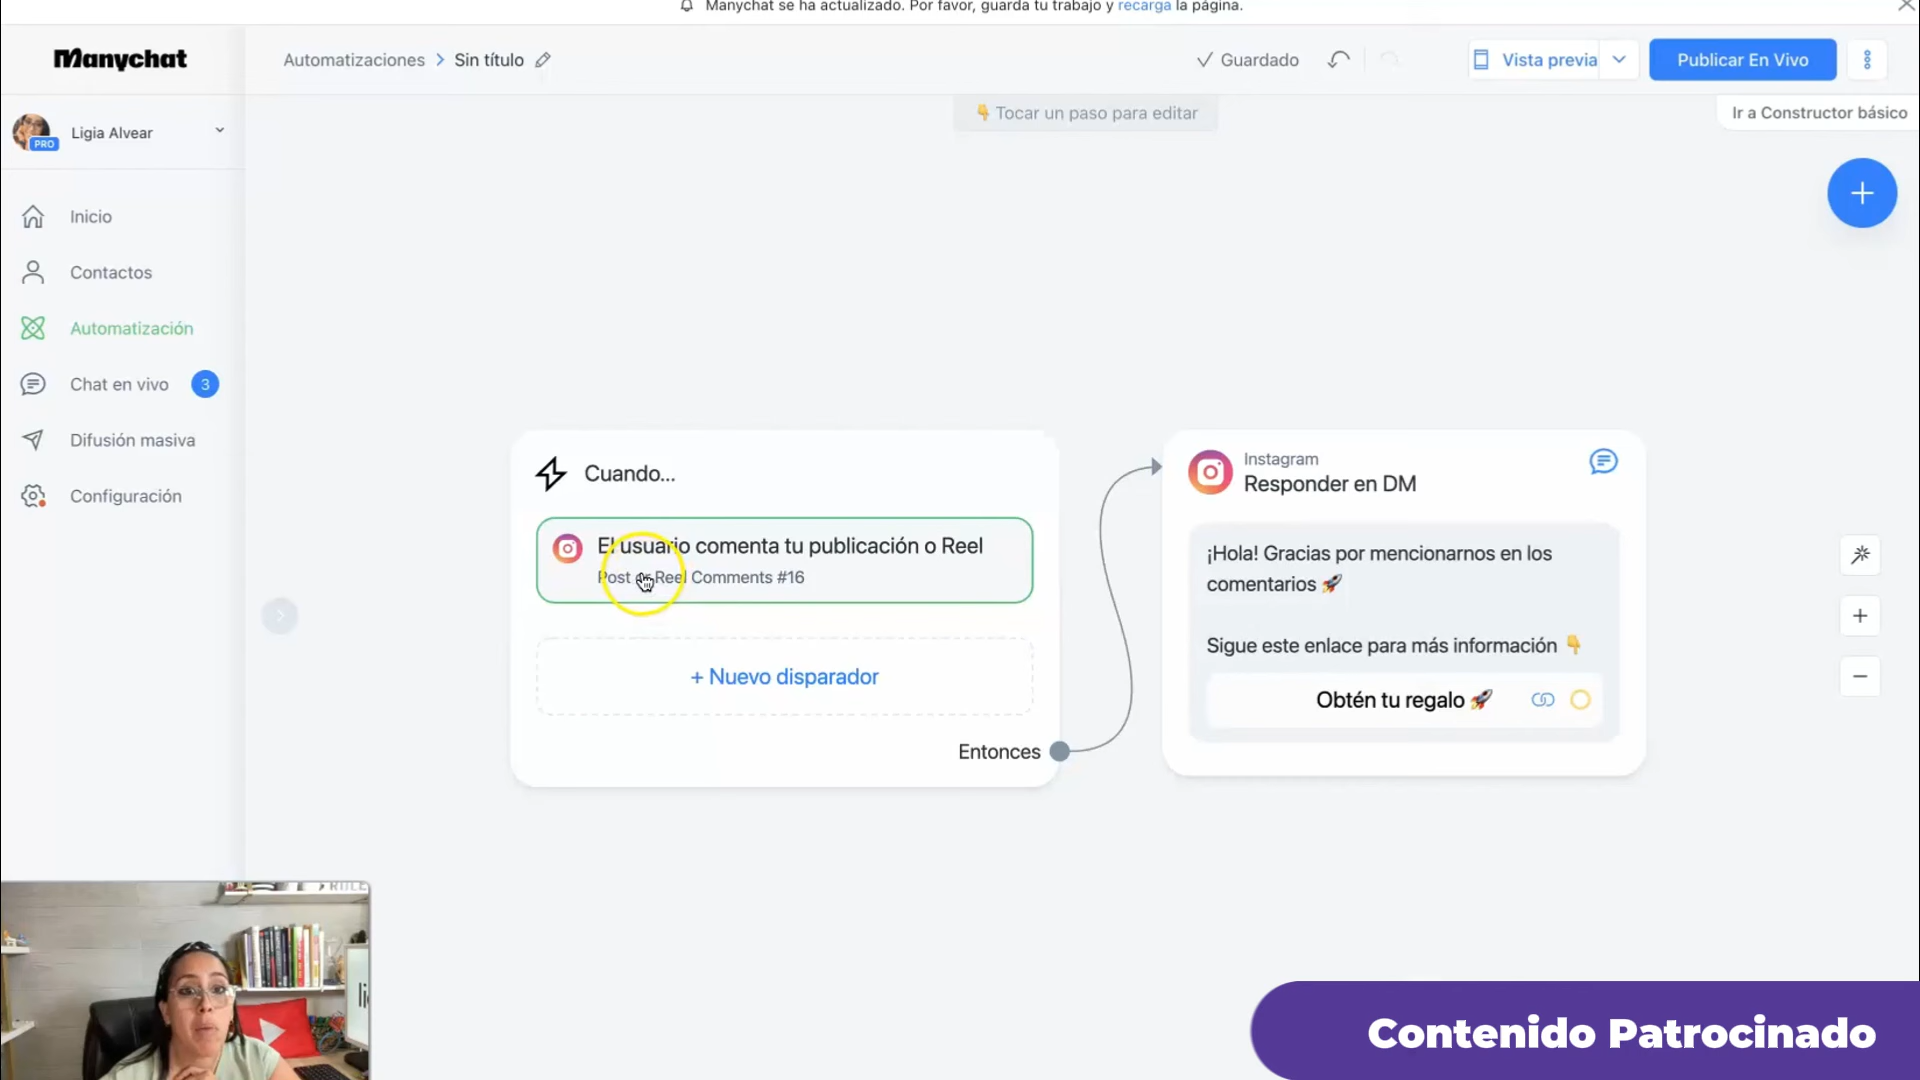 Manychat se ha actualizado. Por favor, guarda tu trabajo y recarga la página.
Manychat
Automatizaciones > Sin título
Guardado
Vista previa
Publicar En Vivo
👇 Tocar un paso para editar
Ir a Constructor básico
Ligia Alvear
PRO
Inicio
Contactos
Automatización
Chat en vivo 3
Difusión masiva
Configuración
Cuando...
El usuario comenta tu publicación o Reel
Post or Reel Comments #16
+ Nuevo disparador
Entonces
Instagram
Responder en DM
¡Hola! Gracias por mencionarnos en los
comentarios 🚀
Sigue este enlace para más información 👇
Obtén tu regalo 🚀
Contenido Patrocinado